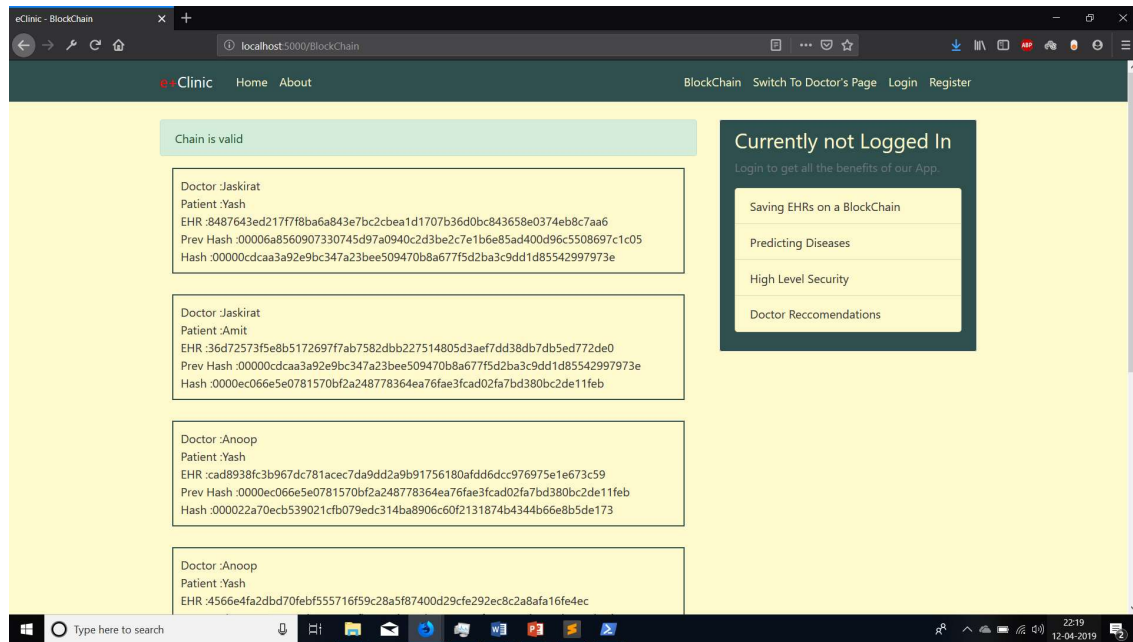 eClinic - BlockChain
localhost:5000/BlockChain
ABP
e+Clinic Home About BlockChain Switch To Doctor's Page Login Register
Chain is valid
Doctor :Jaskirat
Patient :Yash
EHR :8487643ed217f7f8ba6a843e7bc2cbea1d1707b36d0bc843658e0374eb8c7aa6
Prev Hash :00006a8560907330745d97a0940c2d3be2c7e1b6e85ad400d96c5508697c1c05
Hash :00000cdcaa3a92e9bc347a23bee509470b8a677f5d2ba3c9dd1d85542997973e
Doctor :Jaskirat
Patient :Amit
EHR :36d72573f5e8b5172697f7ab7582dbb227514805d3aef7dd38db7db5ed772de0
Prev Hash :00000cdcaa3a92e9bc347a23bee509470b8a677f5d2ba3c9dd1d85542997973e
Hash :0000ec066e5e0781570bf2a248778364ea76fae3fcad02fa7bd380bc2de11feb
Doctor :Anoop
Patient :Yash
EHR :cad8938fc3b967dc781acec7da9dd2a9b91756180afdd6dcc976975e1e673c59
Prev Hash :0000ec066e5e0781570bf2a248778364ea76fae3fcad02fa7bd380bc2de11feb
Hash :000022a70ecb539021cfb079edc314ba8906c60f2131874b4344b66e8b5de173
Doctor :Anoop
Patient :Yash
EHR :4566e4fa2dbd70febf555716f59c28a5f87400d29cfe292ec8c2a8afa16fe4ec
Currently not Logged In
Login to get all the benefits of our App.
Saving EHRs on a BlockChain
Predicting Diseases
High Level Security
Doctor Reccomendations
Type here to search
22:19
12-04-2019